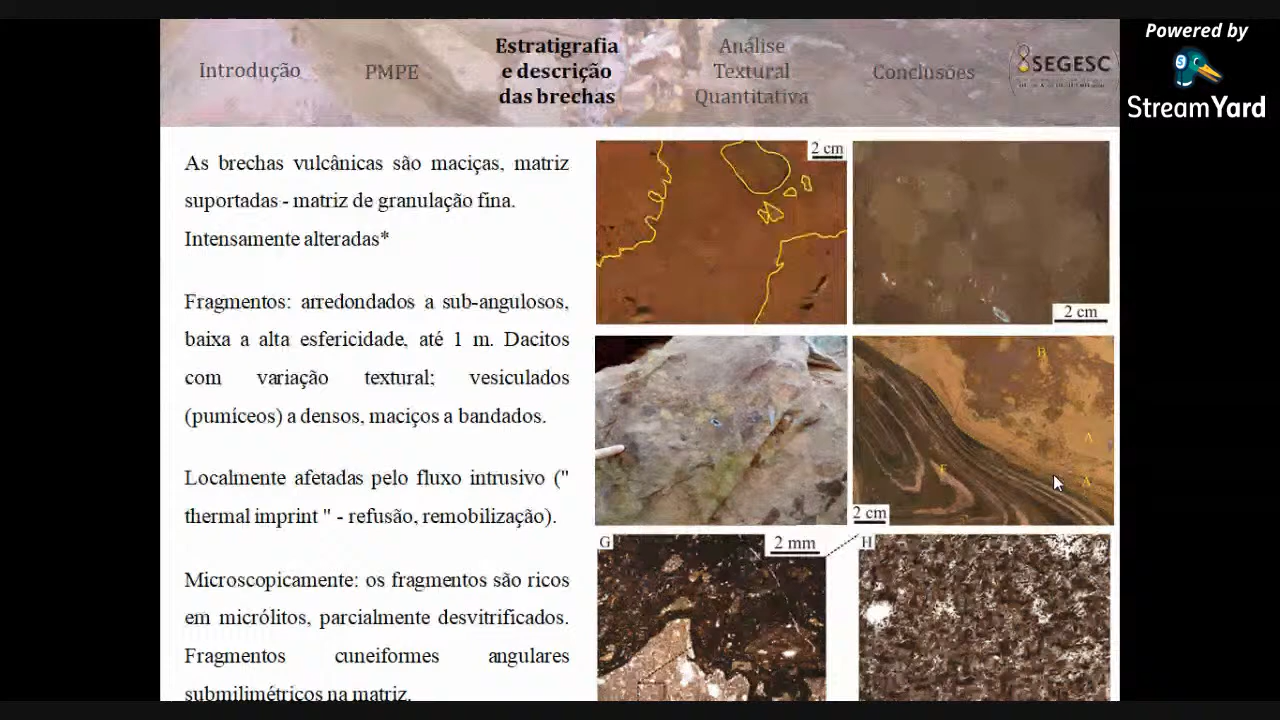 Powered by
StreamYard
Introdução
PMPE
Estratigrafia
e descrição
das brechas
Análise
Textural
Quantitativa
Conclusões
SEGESC
As brechas vulcânicas são maciças, matriz
suportadas - matriz de granulação fina.
Intensamente alteradas*
Fragmentos: arredondados a sub-angulosos,
baixa a alta esfericidade, até 1 m. Dacitos
com variação textural; vesiculados
(pumíceos) a densos, maciços a bandados.
Localmente afetadas pelo fluxo intrusivo ("
thermal imprint " - refusão, remobilização).
Microscopicamente: os fragmentos são ricos
em micrólitos, parcialmente desvitrificados.
Fragmentos cuneiformes angulares
submilimétricos na matriz.
2 cm
2 cm
B
A
A
F
2 cm
G
2 mm
H